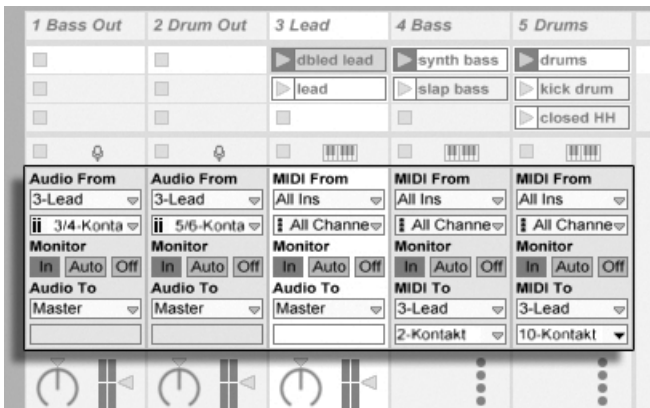 1 Bass Out 2 Drum Out 3 Lead 4 Bass 5 Drums
dbled lead synth bass drums
lead slap bass kick drum
closed HH
Audio From Audio From MIDI From MIDI From MIDI From
3-Lead 3-Lead All Ins All Ins All Ins
3/4-Konta 5/6-Konta All Channe All Channe All Channe
Monitor Monitor Monitor Monitor Monitor
In Auto Off In Auto Off In Auto Off In Auto Off In Auto Off
Audio To Audio To Audio To MIDI To MIDI To
Master Master Master 3-Lead 3-Lead
2-Kontakt 10-Kontakt